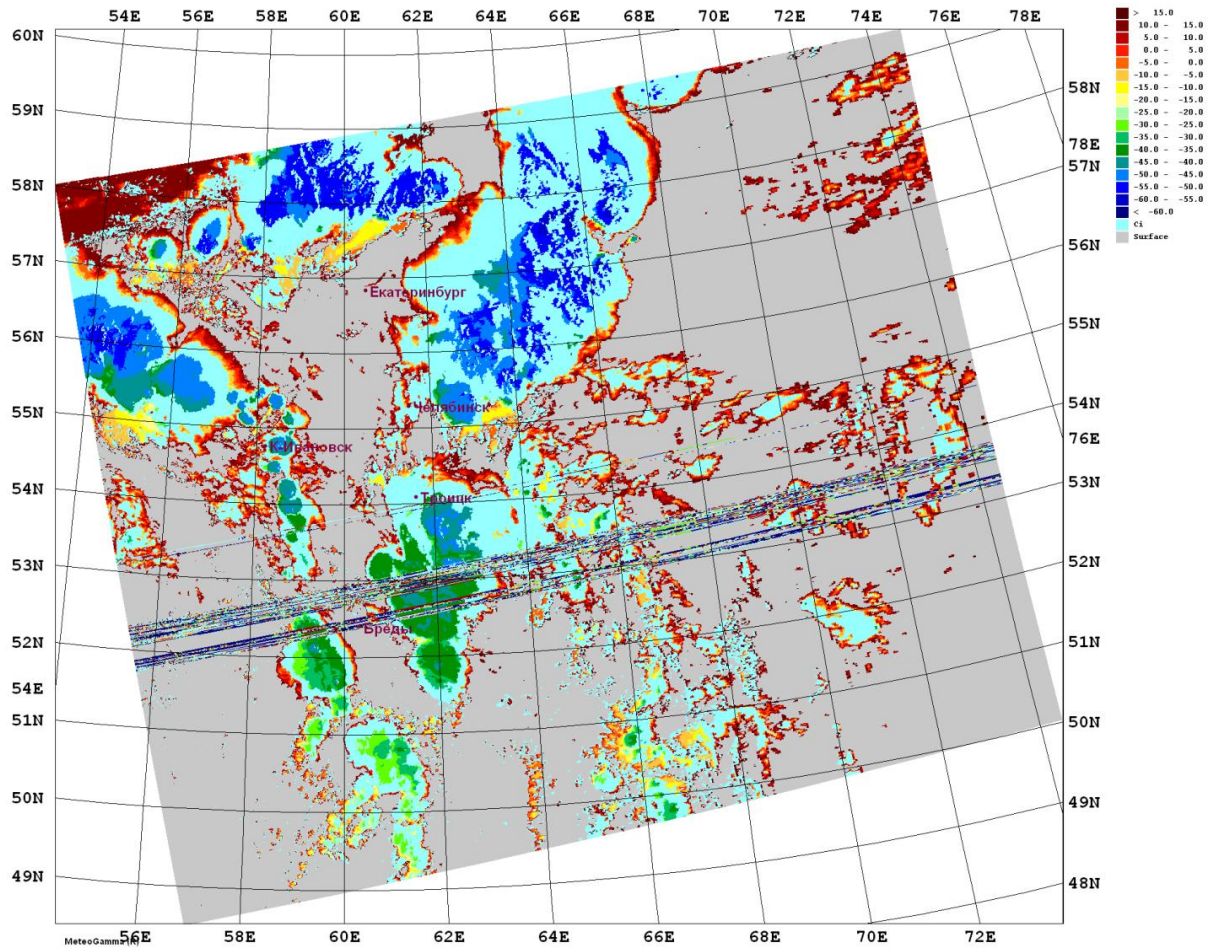 54E 56E 58E 60E 62E 64E 66E 68E 70E 72E 74E 76E 78E
60N
59N
58N
57N
56N
55N
54N
53N
52N
54E
51N
50N
49N
58N
78E
57N
56N
55N
54N
76E
53N
52N
51N
50N
49N
48N
> 15.0
10.0 - 15.0
5.0 - 10.0
0.0 - 5.0
-5.0 - 0.0
-10.0 - -5.0
-15.0 - -10.0
-20.0 - -15.0
-25.0 - -20.0
-30.0 - -25.0
-35.0 - -30.0
-40.0 - -35.0
-45.0 - -40.0
-50.0 - -45.0
-55.0 - -50.0
-60.0 - -55.0
< -60.0
Ci
Surface
Екатеринбург
Челябинск
К-Ивановск
Троицк
Бреды
MeteoGamma (R)
56E 58E 60E 62E 64E 66E 68E 70E 72E